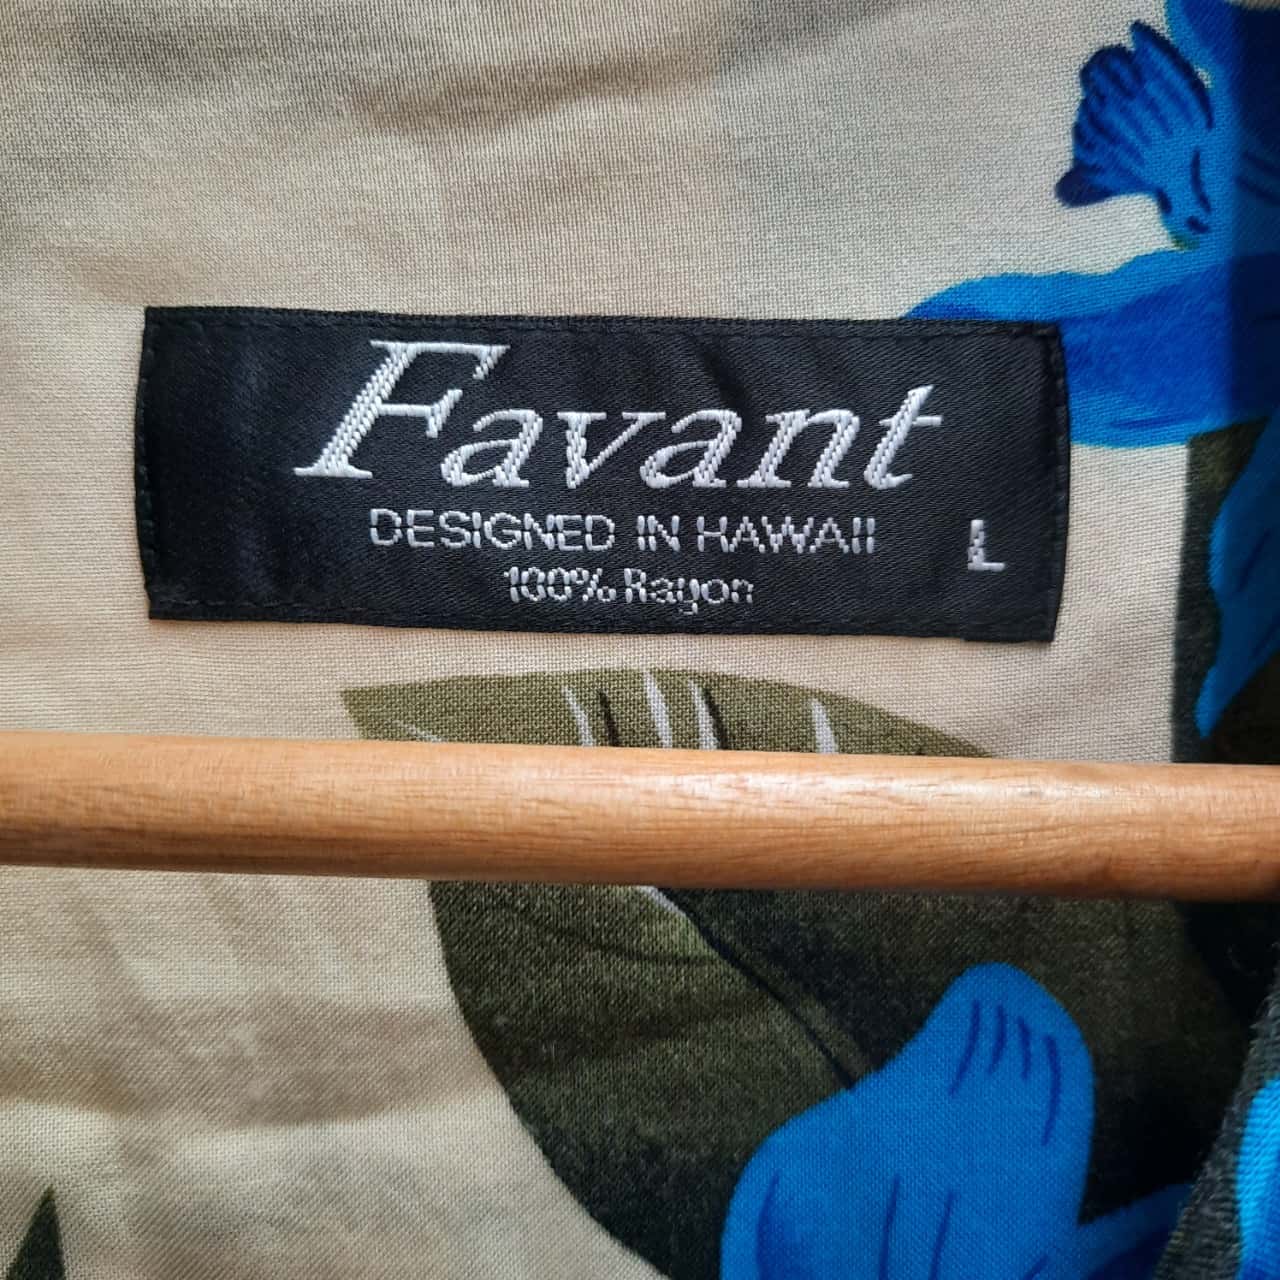 Favant
DESIGNED IN HAWAII
L
100% Rayon